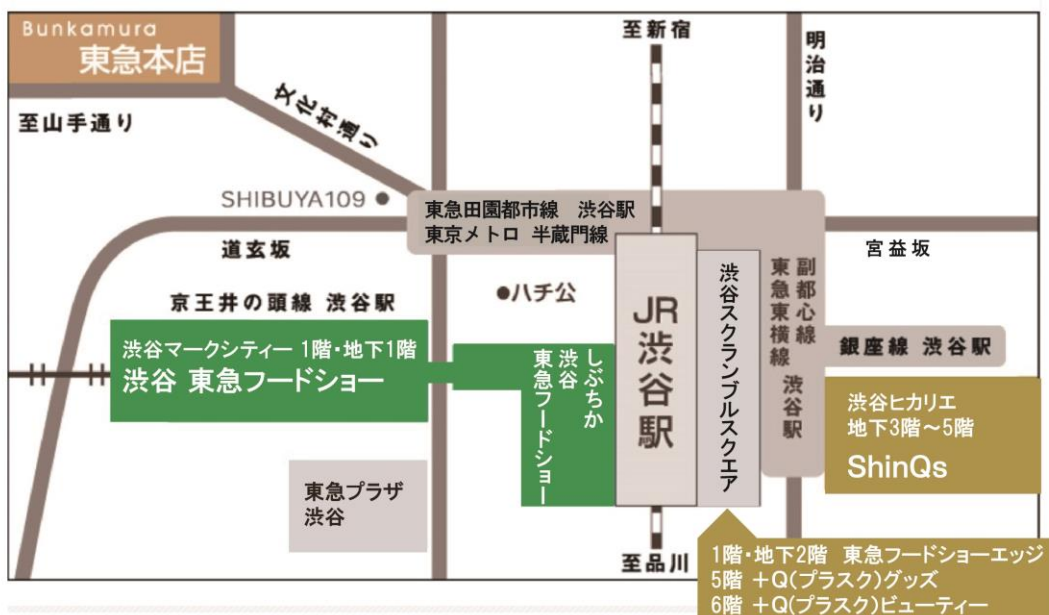 Bunkamura
東急本店
至新宿
明治通り
至山手通り
文化村通り
SHIBUYA109
東急田園都市線 渋谷駅
東京メトロ 半蔵門線
道玄坂
宮益坂
京王井の頭線 渋谷駅
ハチ公
JR渋谷駅
渋谷スクランブルスクエア
副都心線
東急東横線
渋谷駅
銀座線 渋谷駅
渋谷マークシティー 1階・地下1階
渋谷 東急フードショー
しぶちか
渋谷
東急フードショー
渋谷ヒカリエ
地下3階～5階
ShinQs
東急プラザ
渋谷
至品川
1階・地下2階 東急フードショーエッジ
5階 +Q(プラスク)グッズ
6階 +Q(プラスク)ビューティー